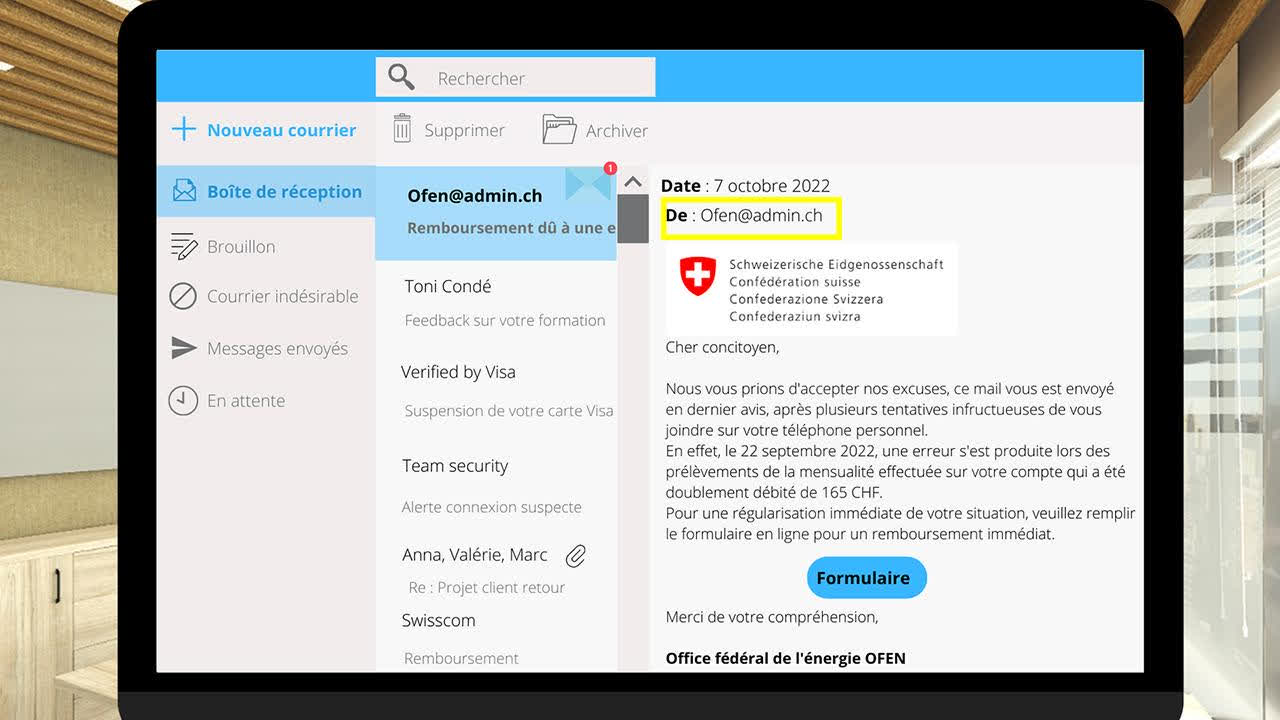 Rechercher
Nouveau courrier
Supprimer
Archiver
Boîte de réception
Brouillon
Courrier indésirable
Messages envoyés
En attente
1
Ofen@admin.ch
Remboursement dû à une e
Toni Condé
Feedback sur votre formation
Verified by Visa
Suspension de votre carte Visa
Team security
Alerte connexion suspecte
Anna, Valérie, Marc
Re : Projet client retour
Swisscom
Remboursement
Date : 7 octobre 2022
De : Ofen@admin.ch
Schweizerische Eidgenossenschaft
Confédération suisse
Confederazione Svizzera
Confederaziun svizra
Cher concitoyen,
Nous vous prions d'accepter nos excuses, ce mail vous est envoyé
en dernier avis, après plusieurs tentatives infructueuses de vous
joindre sur votre téléphone personnel.
En effet, le 22 septembre 2022, une erreur s'est produite lors des
prélèvements de la mensualité effectuée sur votre compte qui a été
doublement débité de 165 CHF.
Pour une régularisation immédiate de votre situation, veuillez remplir
le formulaire en ligne pour un remboursement immédiat.
Formulaire
Merci de votre compréhension,
Office fédéral de l'énergie OFEN